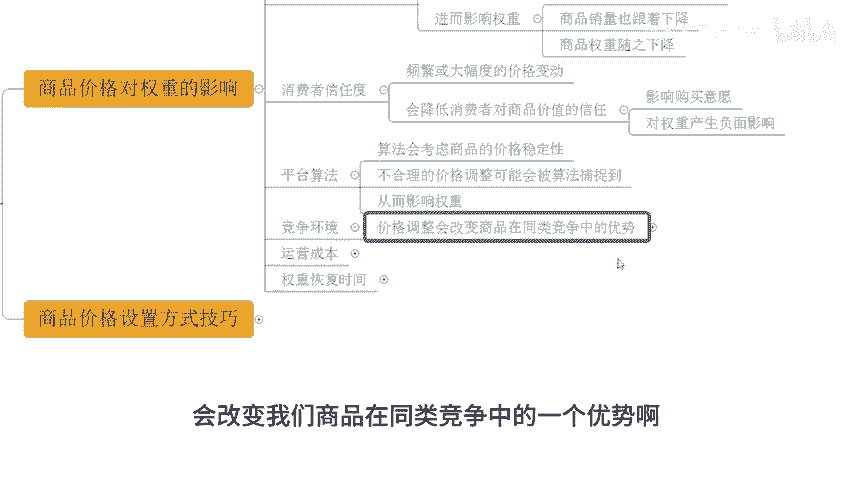 进而影响权重
商品销量也跟着下降
商品权重随之下降
商品价格对权重的影响
消费者信任度
频繁或大幅度的价格变动
会降低消费者对商品价值的信任
影响购买意愿
对权重产生负面影响
平台算法
算法会考虑商品的价格稳定性
不合理的价格调整可能会被算法捕捉到
从而影响权重
竞争环境
价格调整会改变商品在同类竞争中的优势
运营成本
权重恢复时间
商品价格设置方式技巧
会改变我们商品在同类竞争中的一个优势啊